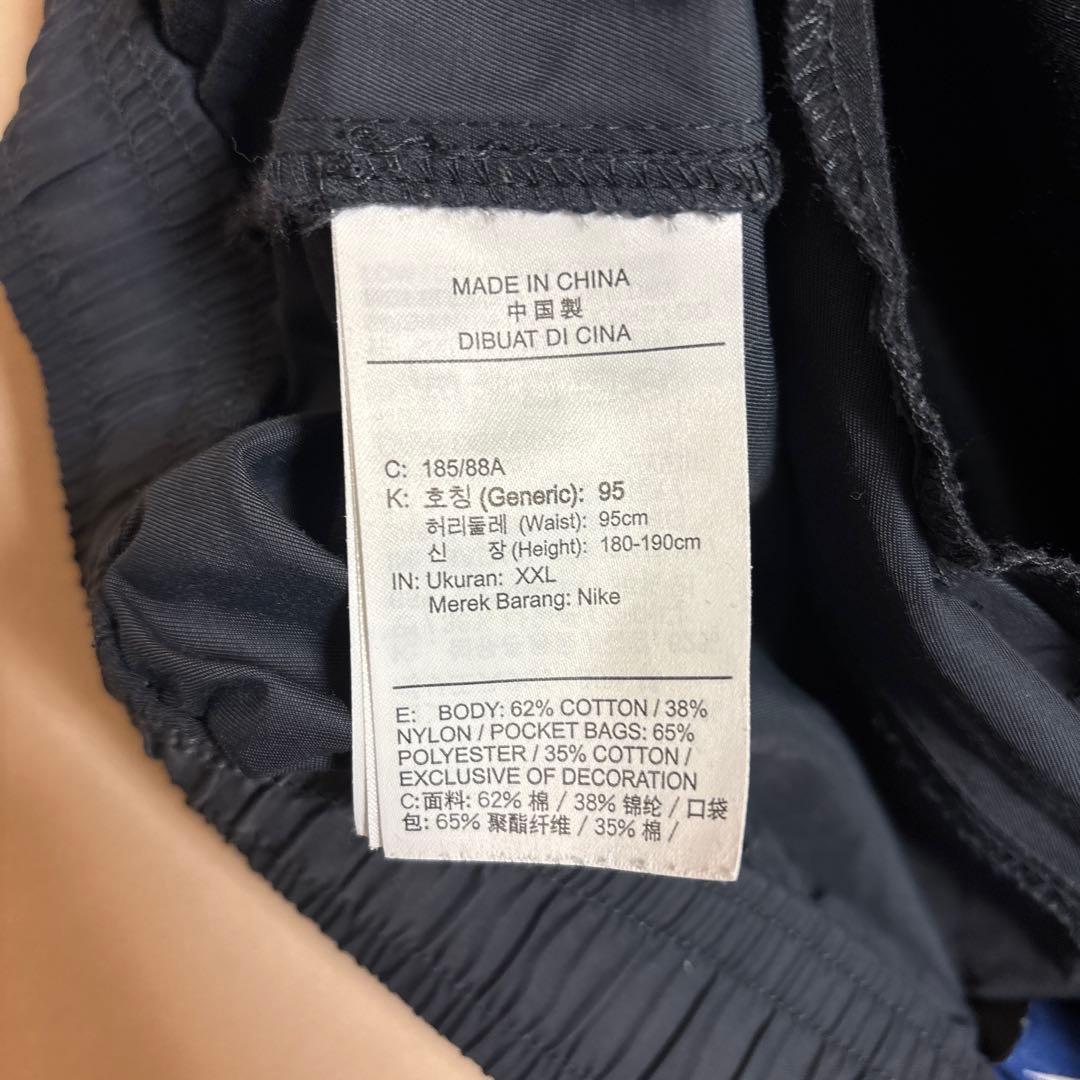 MADE IN CHINA
中国製
DIBUAT DI CINA
C: 185/88A
K: 호칭 (Generic): 95
허리둘레 (Waist): 95cm
신 장 (Height): 180-190cm
IN: Ukuran: XXL
Merek Barang: Nike
E: BODY: 62% COTTON / 38%
NYLON / POCKET BAGS: 65%
POLYESTER / 35% COTTON /
EXCLUSIVE OF DECORATION
C:面料: 62% 棉 / 38% 锦纶 / 口袋
包: 65% 聚酯纤维 / 35% 棉 /